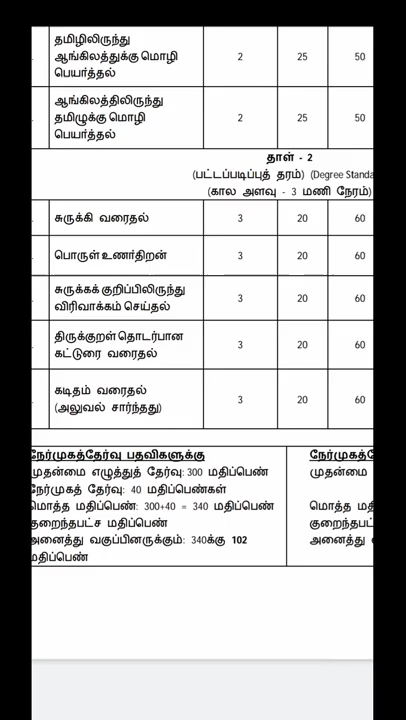 தமிழிலிருந்து
ஆங்கிலத்துக்கு மொழி
பெயர்த்தல்
2 25 50
ஆங்கிலத்திலிருந்து
தமிழுக்கு மொழி
பெயர்த்தல்
2 25 50
தாள் - 2
(பட்டப்படிப்புத் தரம்) (Degree Standa
(கால அளவு - 3 மணி நேரம்)
சுருக்கி வரைதல் 3 20 60
பொருள் உணர்திறன் 3 20 60
சுருக்கக் குறிப்பிலிருந்து
விரிவாக்கம் செய்தல்
3 20 60
திருக்குறள் தொடர்பான
கட்டுரை வரைதல்
3 20 60
கடிதம் வரைதல்
(அலுவல் சார்ந்தது)
3 20 60
நேர்முகத்தேர்வு பதவிகளுக்கு
முதன்மை எழுத்துத் தேர்வு: 300 மதிப்பெண்
நேர்முகத் தேர்வு: 40 மதிப்பெண்கள்
மொத்த மதிப்பெண்: 300+40 = 340 மதிப்பெண்
குறைந்தபட்ச மதிப்பெண்
அனைத்து வகுப்பினருக்கும்: 340க்கு 102
மதிப்பெண்
நேர்முகத்தே
முதன்மை
மொத்த மதி
குறைந்தபட்
அனைத்து